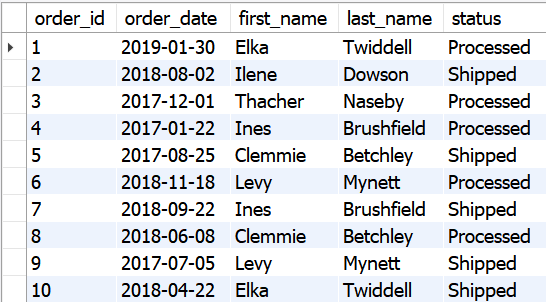 order_id order_date first_name last_name status
1 2019-01-30 Elka Twiddell Processed
2 2018-08-02 Ilene Dowson Shipped
3 2017-12-01 Thacher Naseby Processed
4 2017-01-22 Ines Brushfield Processed
5 2017-08-25 Clemmie Betchley Shipped
6 2018-11-18 Levy Mynett Processed
7 2018-09-22 Ines Brushfield Shipped
8 2018-06-08 Clemmie Betchley Processed
9 2017-07-05 Levy Mynett Shipped
10 2018-04-22 Elka Twiddell Shipped